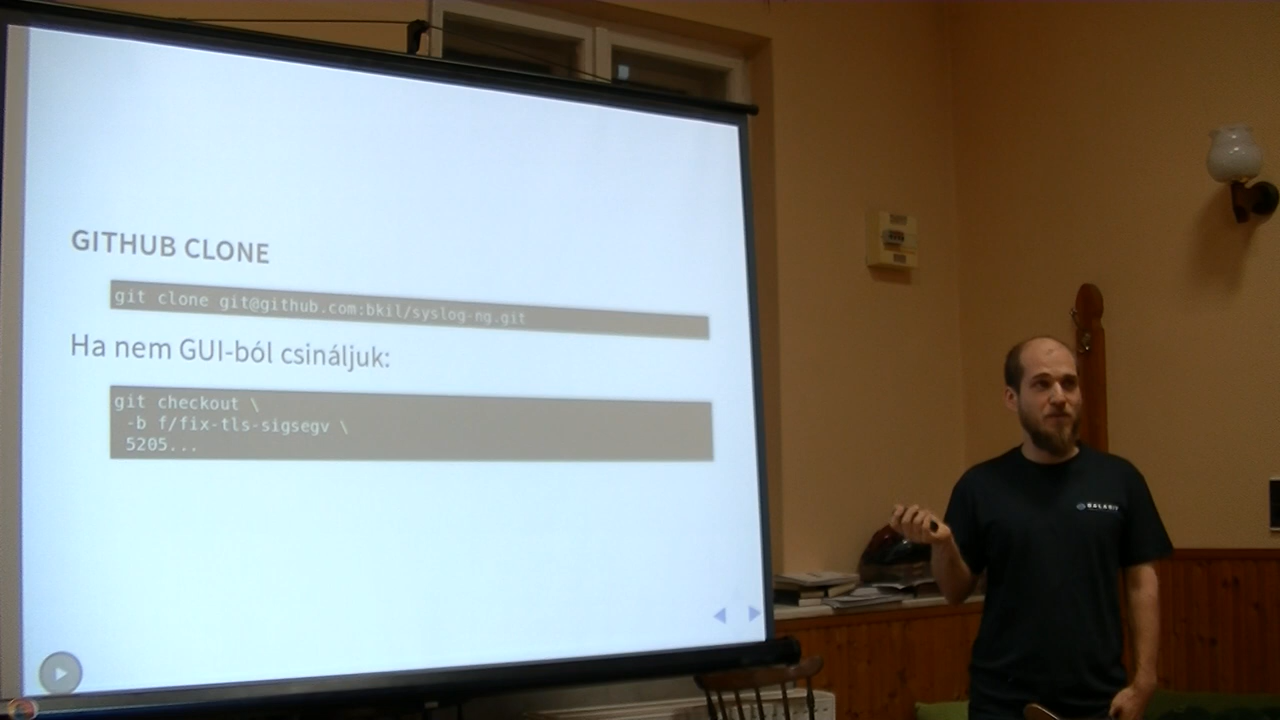 GITHUB CLONE
git clone git@github.com:bkil/syslog-ng.git
Ha nem GUI-ból csináljuk:
git checkout \
-b f/fix-tls-sigsegv \
5205...
BALABIT